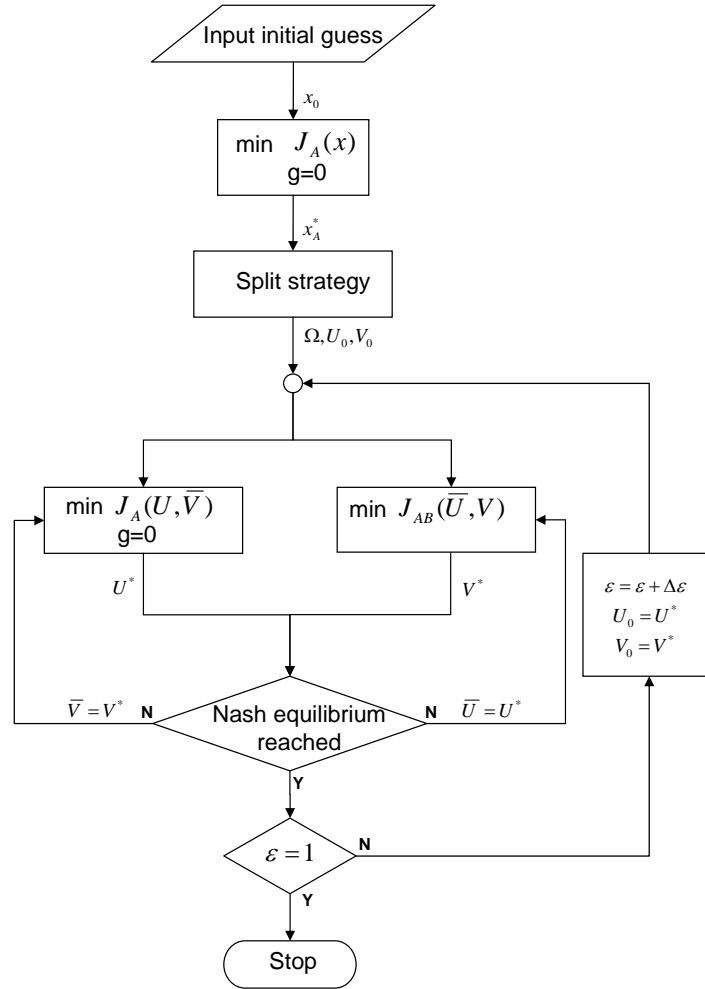 Input initial guess
x₀
min J_A(x)
g=0
x*_A
Split strategy
Ω,U₀,V₀
min J_A(U,V̅)
g=0
min J_AB(U̅,V)
U*
V*
ε = ε + Δε
U₀ = U*
V₀ = V*
V̅ = V*
N
Nash equilibrium
reached
N
U̅ = U*
Y
ε = 1
N
Y
Stop